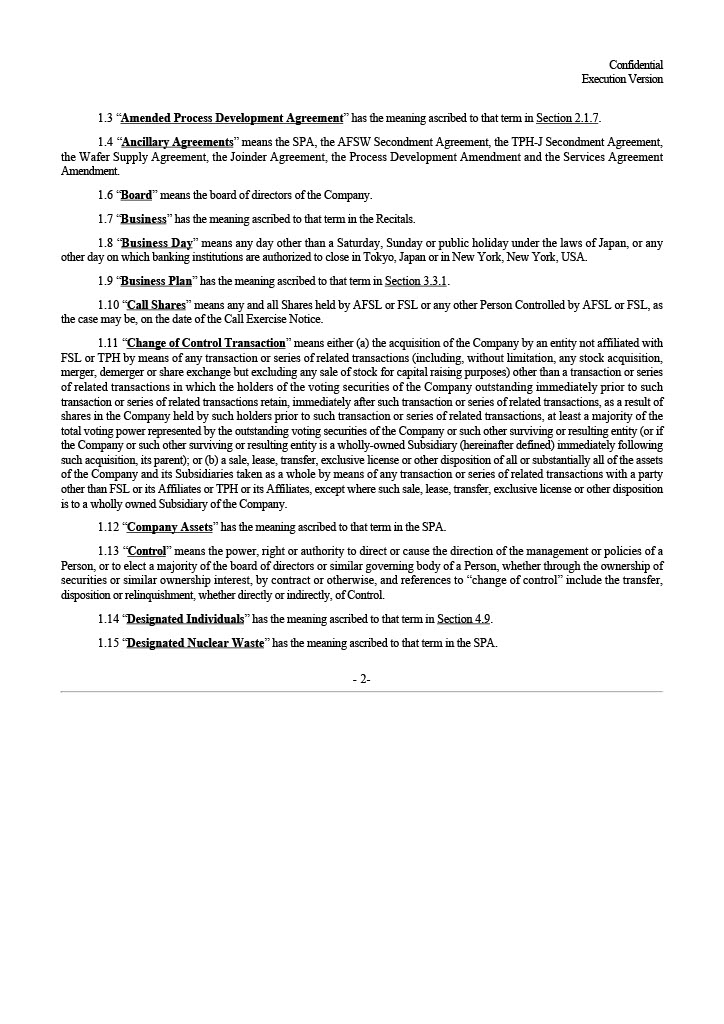 Confidential
Execution Version
1.3 “Amended Process Development Agreement” has the meaning ascribed to that term in Section 2.1.7.
1.4 “Ancillary Agreements” means the SPA, the AFSW Secondment Agreement, the TPH-J Secondment Agreement,
the Wafer Supply Agreement, the Joinder Agreement, the Process Development Amendment and the Services Agreement
Amendment.
1.6 “Board” means the board of directors of the Company.
1.7 “Business” has the meaning ascribed to that term in the Recitals.
1.8 “Business Day” means any day other than a Saturday, Sunday or public holiday under the laws of Japan, or any
other day on which banking institutions are authorized to close in Tokyo, Japan or in New York, New York, USA.
1.9 “Business Plan” has the meaning ascribed to that term in Section 3.3.1.
1.10 “Call Shares” means any and all Shares held by AFSL or FSL or any other Person Controlled by AFSL or FSL, as
the case may be, on the date of the Call Exercise Notice.
1.11 “Change of Control Transaction” means either (a) the acquisition of the Company by an entity not affiliated with
FSL or TPH by means of any transaction or series of related transactions (including, without limitation, any stock acquisition,
merger, demerger or share exchange but excluding any sale of stock for capital raising purposes) other than a transaction or series
of related transactions in which the holders of the voting securities of the Company outstanding immediately prior to such
transaction or series of related transactions retain, immediately after such transaction or series of related transactions, as a result of
shares in the Company held by such holders prior to such transaction or series of related transactions, at least a majority of the
total voting power represented by the outstanding voting securities of the Company or such other surviving or resulting entity (or if
the Company or such other surviving or resulting entity is a wholly-owned Subsidiary (hereinafter defined) immediately following
such acquisition, its parent); or (b) a sale, lease, transfer, exclusive license or other disposition of all or substantially all of the assets
of the Company and its Subsidiaries taken as a whole by means of any transaction or series of related transactions with a party
other than FSL or its Affiliates or TPH or its Affiliates, except where such sale, lease, transfer, exclusive license or other disposition
is to a wholly owned Subsidiary of the Company.
1.12 “Company Assets” has the meaning ascribed to that term in the SPA.
1.13 “Control” means the power, right or authority to direct or cause the direction of the management or policies of a
Person, or to elect a majority of the board of directors or similar governing body of a Person, whether through the ownership of
securities or similar ownership interest, by contract or otherwise, and references to “change of control” include the transfer,
disposition or relinquishment, whether directly or indirectly, of Control.
1.14 “Designated Individuals” has the meaning ascribed to that term in Section 4.9.
1.15 “Designated Nuclear Waste” has the meaning ascribed to that term in the SPA.
- 2-